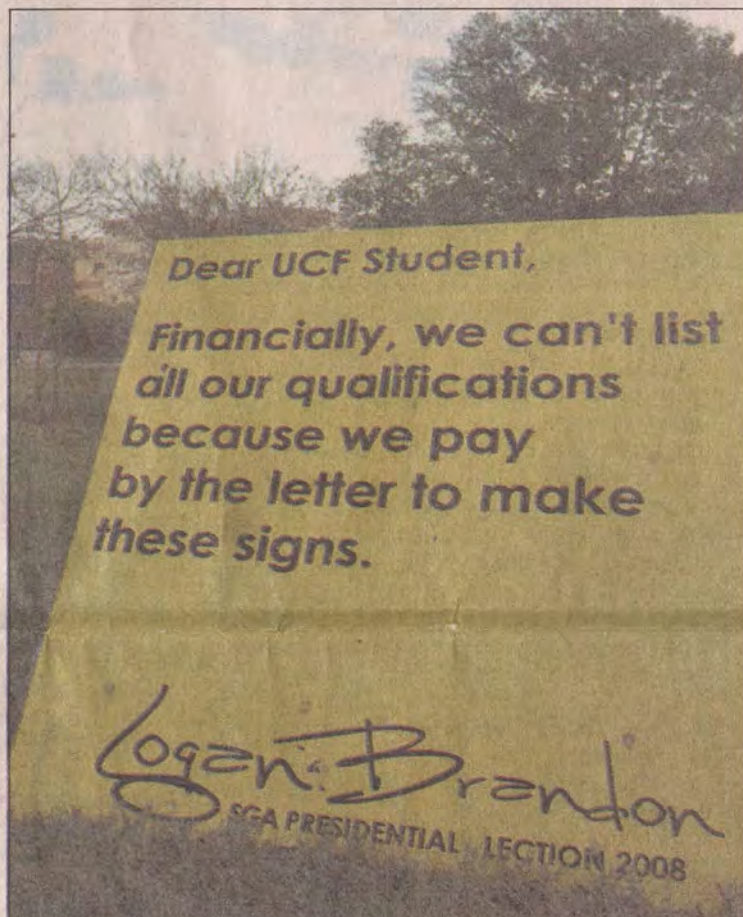 Dear UCF Student,
Financially, we can't list
all our qualifications
because we pay
by the letter to make
these signs.
Logan & Brandon
SGA PRESIDENTIAL LECTION 2008